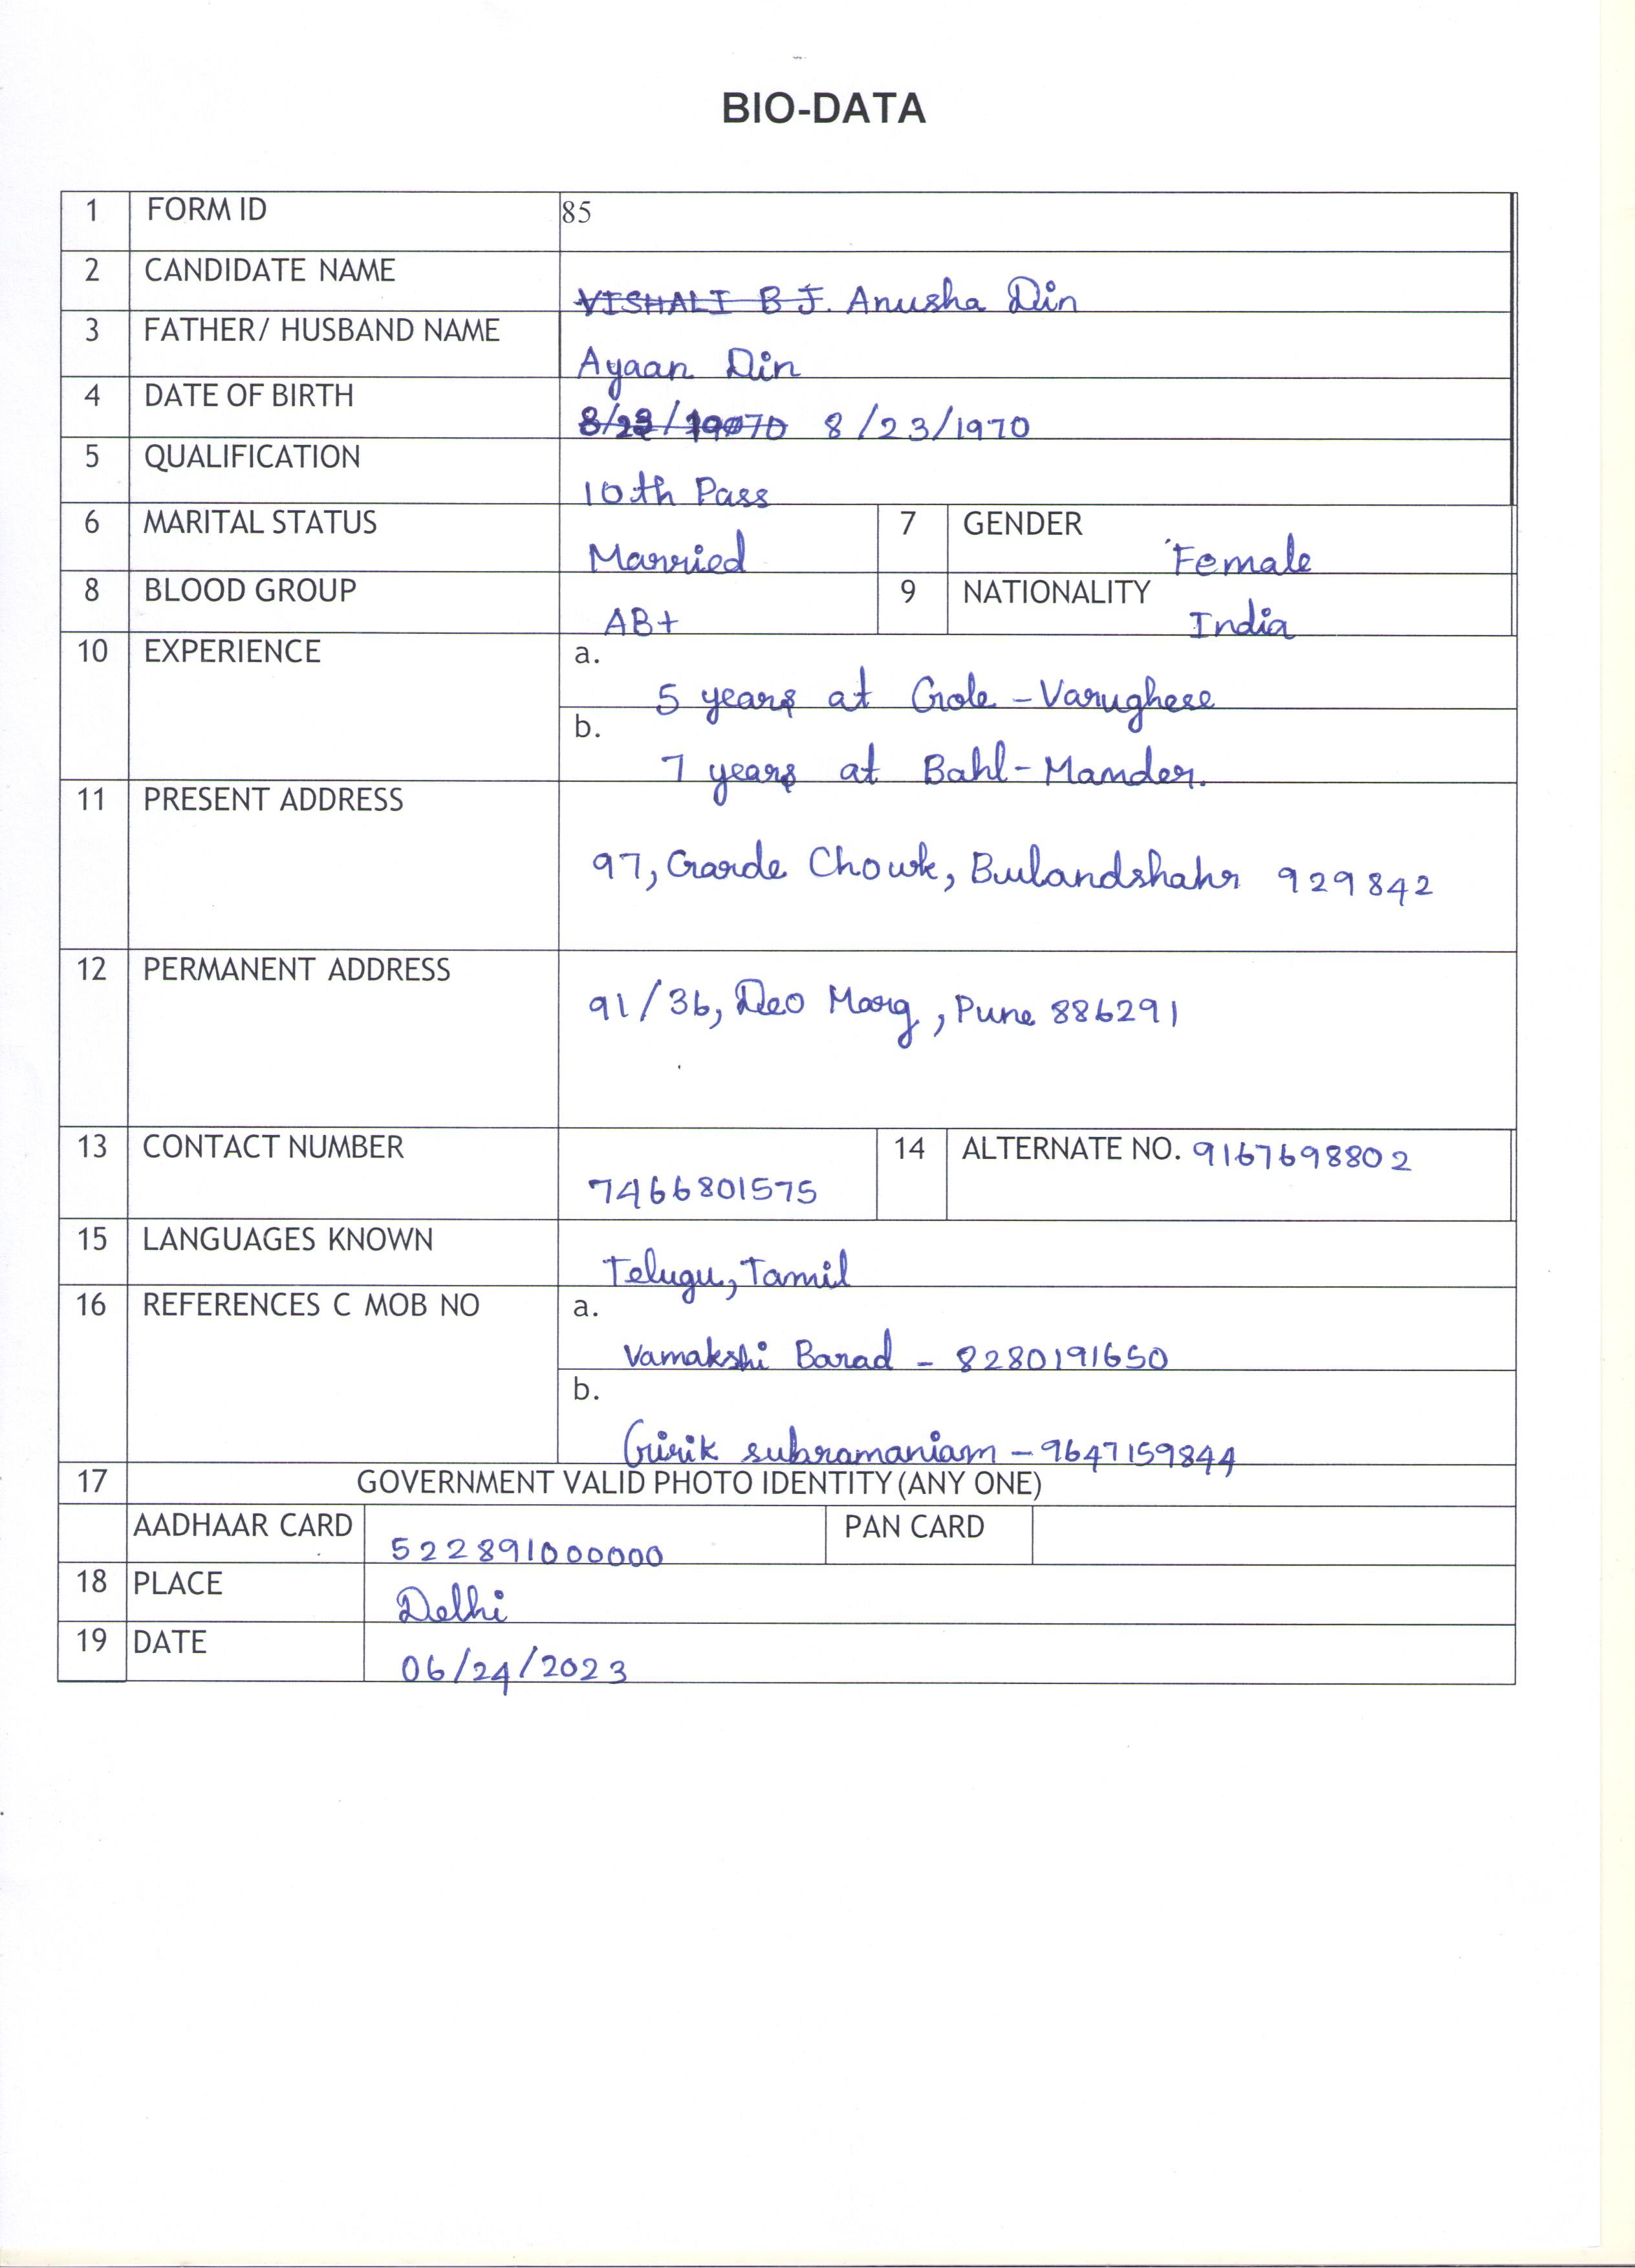 BIO-DATA
1 FORM ID 85
2 CANDIDATE NAME VISHALI B J. Anusha Din
3 FATHER/ HUSBAND NAME Ayaan Din
4 DATE OF BIRTH 8/23/1970
5 QUALIFICATION 10th Pass
6 MARITAL STATUS Married 7 GENDER Female
8 BLOOD GROUP AB+ 9 NATIONALITY India
10 EXPERIENCE a. 5 years at Gole-Varughese
b. 7 years at Bahl-Mander.
11 PRESENT ADDRESS 97, Garde Chowk, Bulandshahr 929842
12 PERMANENT ADDRESS 91/36, Deo Marg, Pune 886291
13 CONTACT NUMBER 7466801575 14 ALTERNATE NO. 9167698802
15 LANGUAGES KNOWN Telugu, Tamil
16 REFERENCES C MOB NO a. Vamakshi Barad - 8280191650
b. Girik subramaniam - 9647159844
17 GOVERNMENT VALID PHOTO IDENTITY (ANY ONE)
AADHAAR CARD 522891000000 PAN CARD
18 PLACE Delhi
19 DATE 06/24/2023